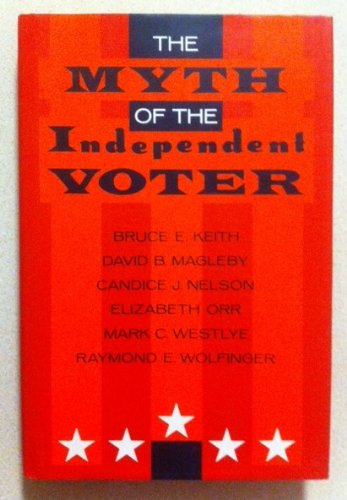 THE
MYTH
OF THE
Independent
VOTER
BRUCE E. KEITH
DAVID B. MAGLEBY
CANDICE J. NELSON
ELIZABETH ORR
MARK C. WESTLYE
RAYMOND E. WOLFINGER